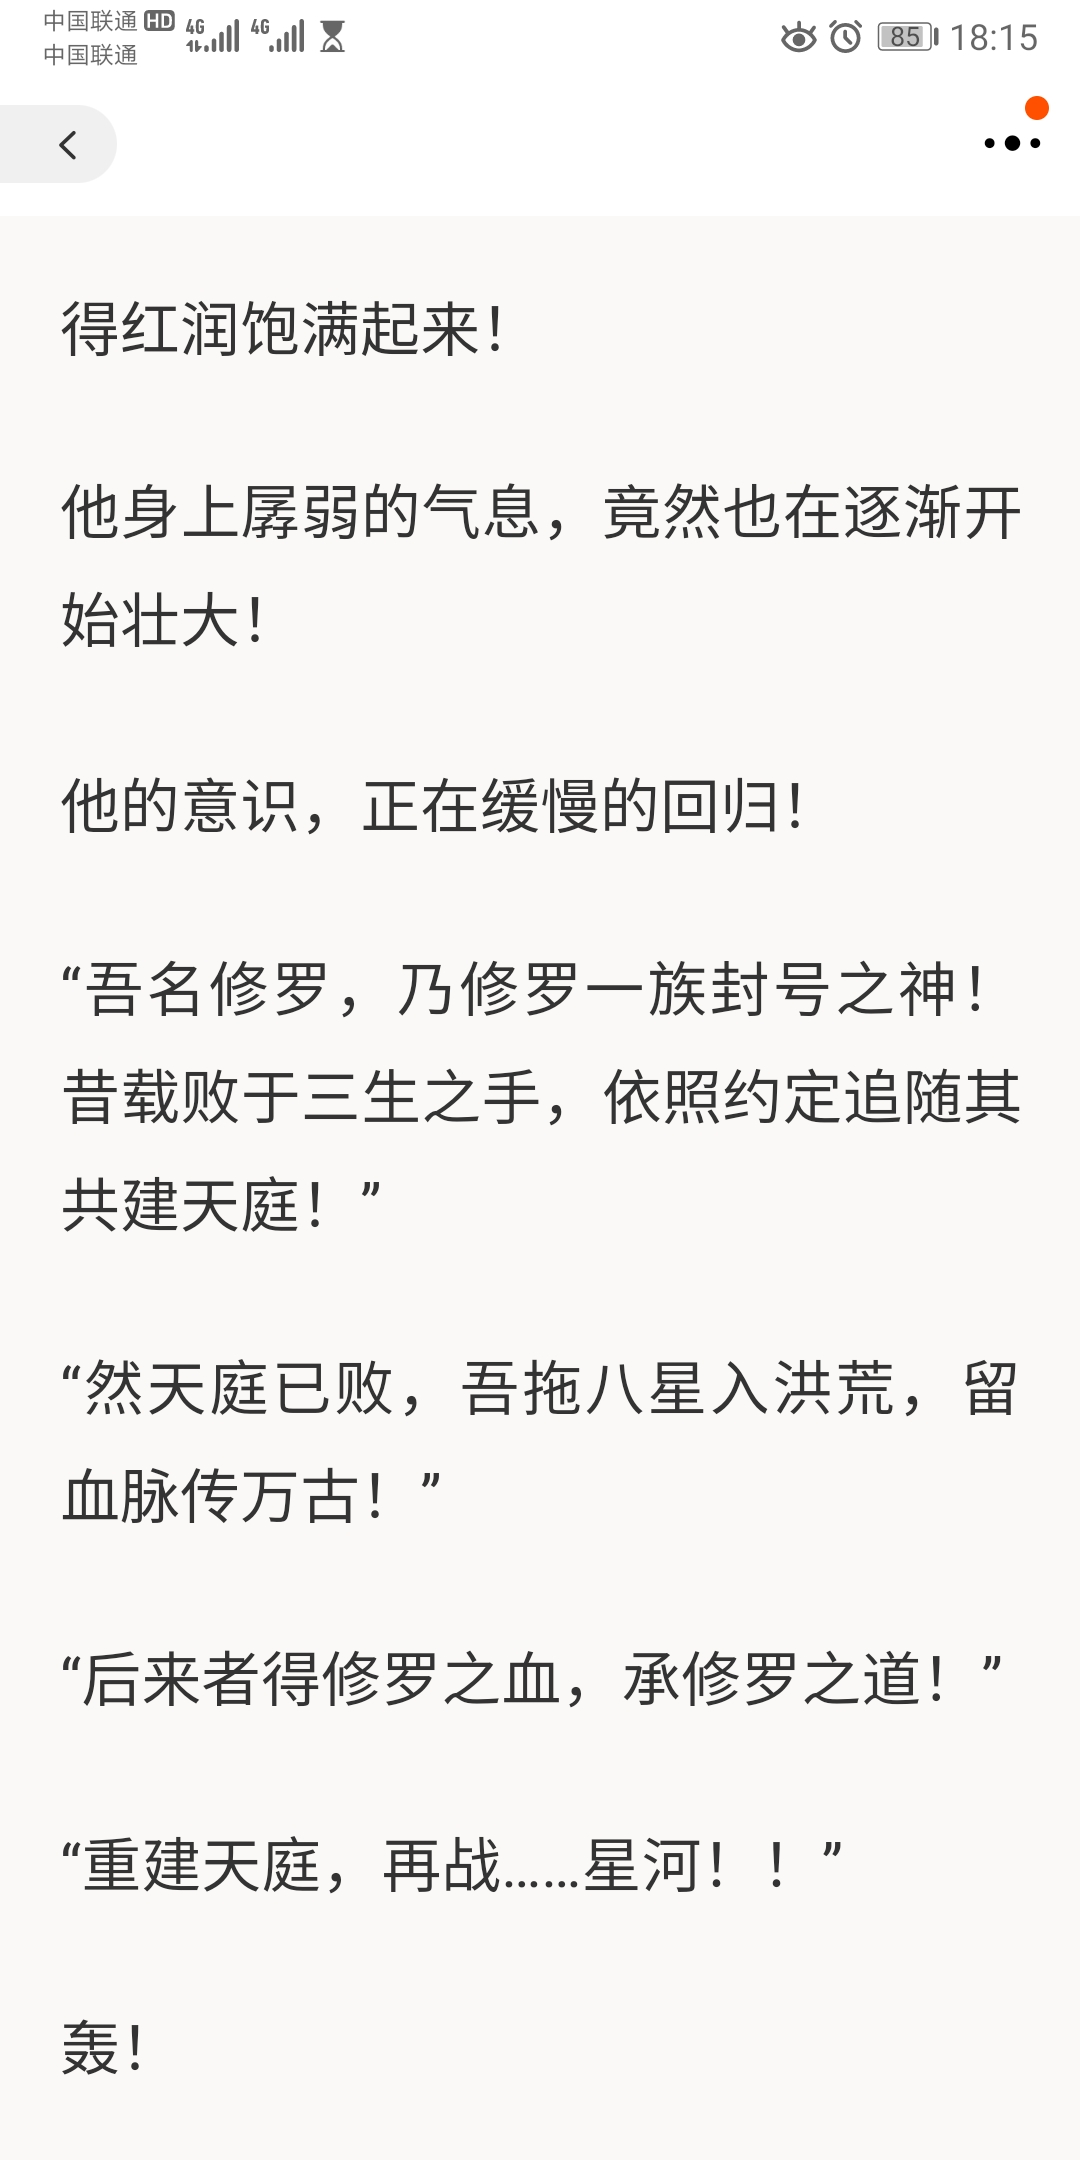 中国联通 HD 4G 4G 85 18:15
中国联通
得红润饱满起来！
他身上孱弱的气息，竟然也在逐渐开
始壮大！
他的意识，正在缓慢的回归！
“吾名修罗，乃修罗一族封号之神！
昔载败于三生之手，依照约定追随其
共建天庭！”
“然天庭已败，吾拖八星入洪荒，留
血脉传万古！”
“后来者得修罗之血，承修罗之道！”
“重建天庭，再战……星河！！”
轰！